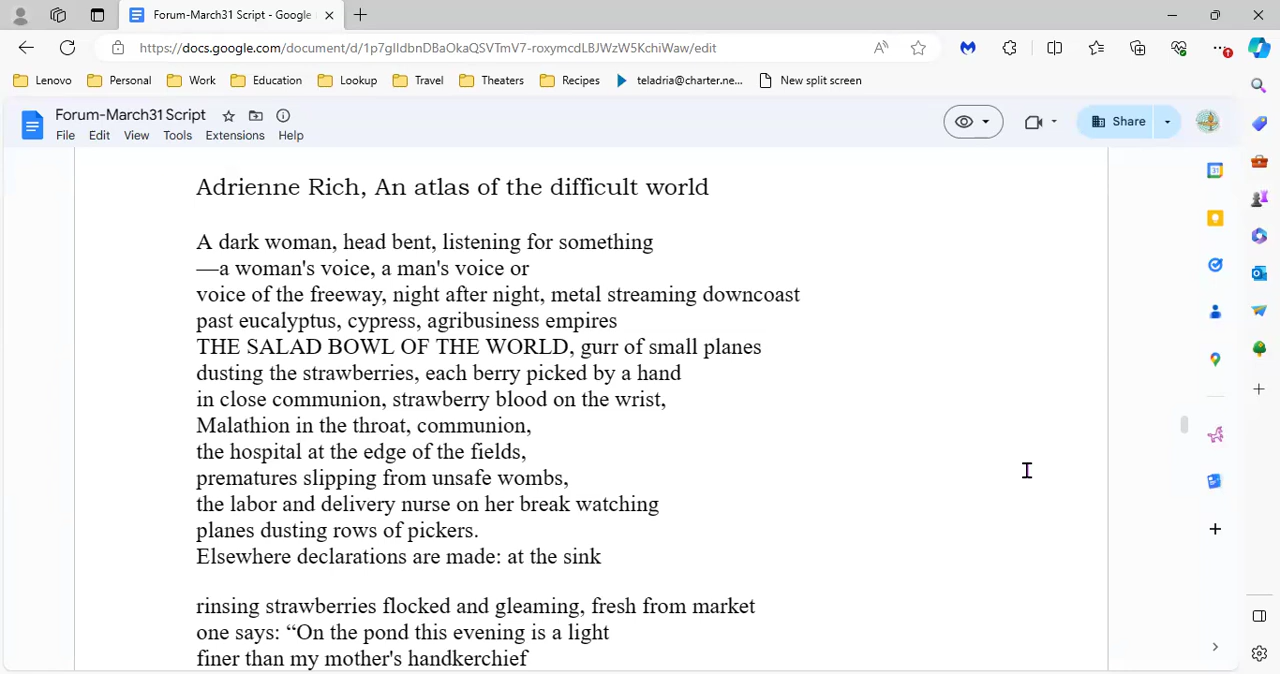 Forum-March31 Script - Google
https://docs.google.com/document/d/1p7glIdbnDBaOkaQSVTmV7-roxymcdLBJWzW5KchiWaw/edit
Lenovo Personal Work Education Lookup Travel Theaters Recipes teladria@charter.ne... New split screen
Forum-March31 Script
File Edit View Tools Extensions Help
Share
Adrienne Rich, An atlas of the difficult world
A dark woman, head bent, listening for something
—a woman's voice, a man's voice or
voice of the freeway, night after night, metal streaming downcoast
past eucalyptus, cypress, agribusiness empires
THE SALAD BOWL OF THE WORLD, gurr of small planes
dusting the strawberries, each berry picked by a hand
in close communion, strawberry blood on the wrist,
Malathion in the throat, communion,
the hospital at the edge of the fields,
prematures slipping from unsafe wombs,
the labor and delivery nurse on her break watching
planes dusting rows of pickers.
Elsewhere declarations are made: at the sink
rinsing strawberries flocked and gleaming, fresh from market
one says: “On the pond this evening is a light
finer than my mother's handkerchief